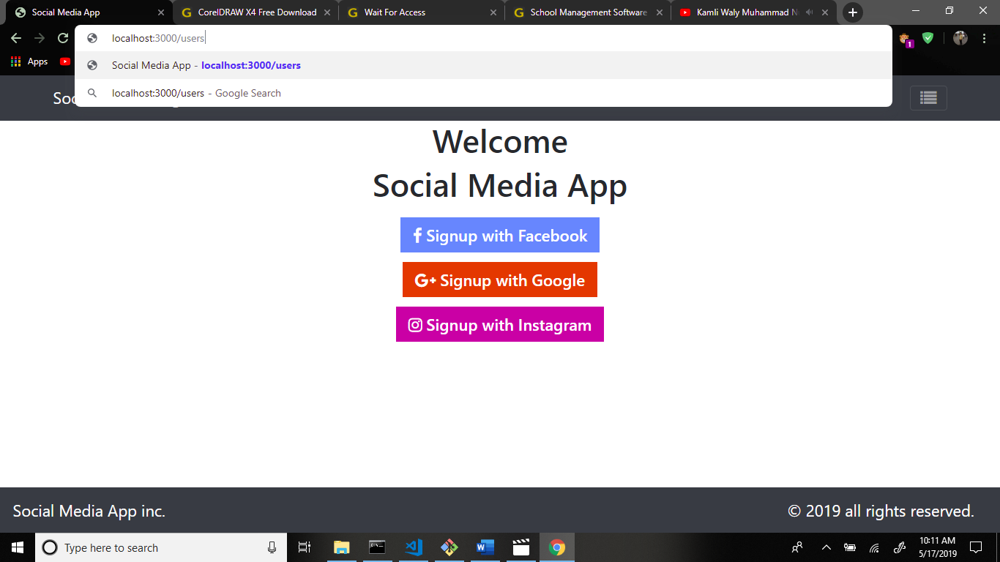 Social Media App
CorelDRAW X4 Free Download
Wait For Access
School Management Software
Kamli Waly Muhammad N
localhost:3000/users
1
Apps
Social Media App - localhost:3000/users
localhost:3000/users - Google Search
Soc
Welcome
Social Media App
Signup with Facebook
G+ Signup with Google
Signup with Instagram
Social Media App inc.
© 2019 all rights reserved.
Type here to search
10:11 AM
5/17/2019